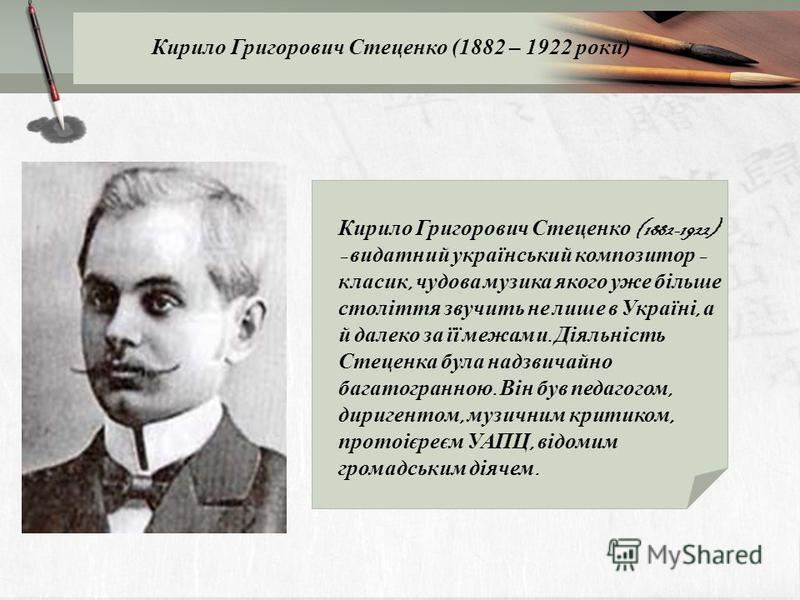 Кирило Григорович Стеценко (1882 – 1922 роки)
Кирило Григорович Стеценко (1882-1922)
-видатний український композитор -
класик, чудова музика якого уже більше
століття звучить не лише в Україні, а
й далеко за її межами. Діяльність
Стеценка була надзвичайно
багатогранною. Він був педагогом,
диригентом, музичним критиком,
протоієреєм УАПЦ, відомим
громадським діячем.
MyShared